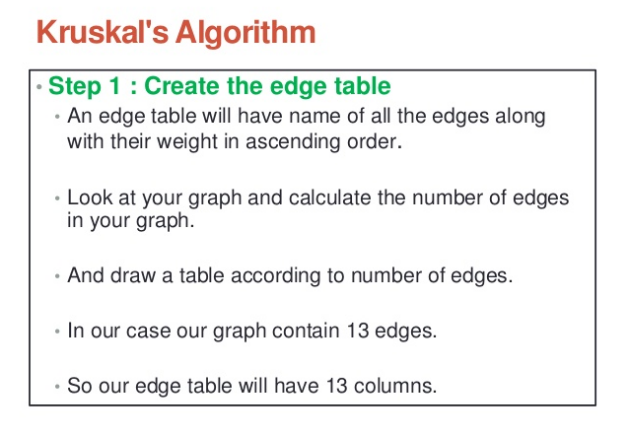 Kruskal's Algorithm
• Step 1 : Create the edge table
• An edge table will have name of all the edges along
with their weight in ascending order.
• Look at your graph and calculate the number of edges
in your graph.
• And draw a table according to number of edges.
• In our case our graph contain 13 edges.
• So our edge table will have 13 columns.